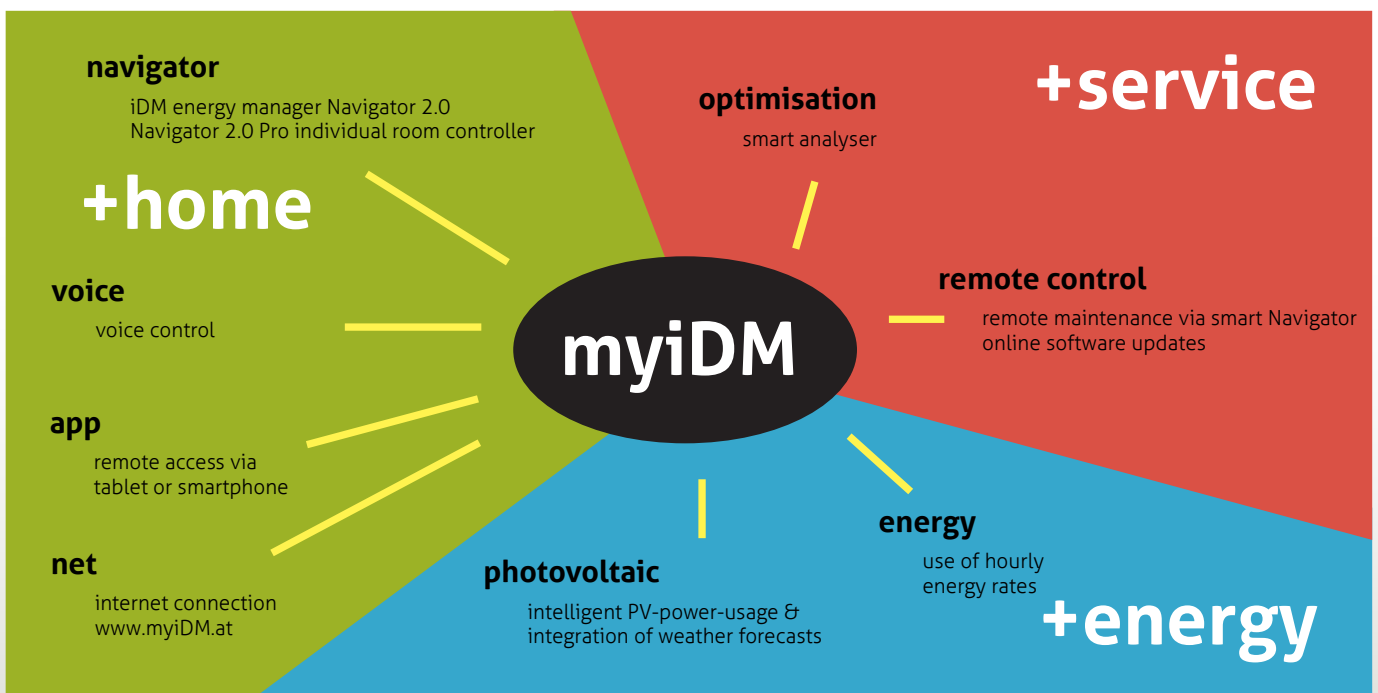 navigator
iDM energy manager Navigator 2.0
Navigator 2.0 Pro individual room controller
+home
voice
voice control
app
remote access via
tablet or smartphone
net
internet connection
www.myiDM.at
myiDM
+service
optimisation
smart analyser
remote control
remote maintenance via smart Navigator
online software updates
photovoltaic
intelligent PV-power-usage &
integration of weather forecasts
energy
use of hourly
energy rates
+energy